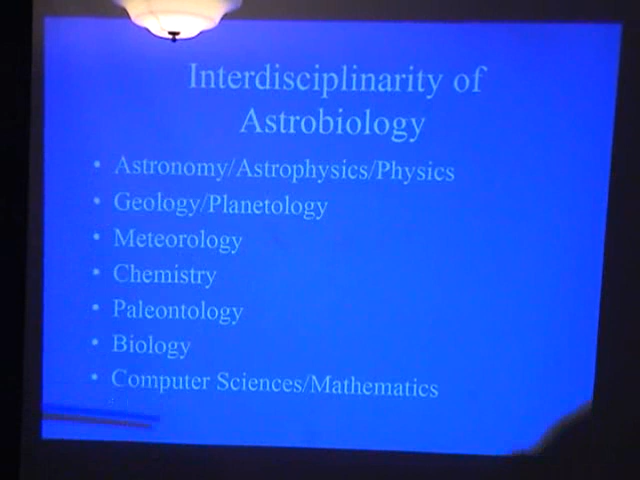 Interdisciplinarity of
Astrobiology
• Astronomy/Astrophysics/Physics
• Geology/Planetology
• Meteorology
• Chemistry
• Paleontology
• Biology
• Computer Sciences/Mathematics